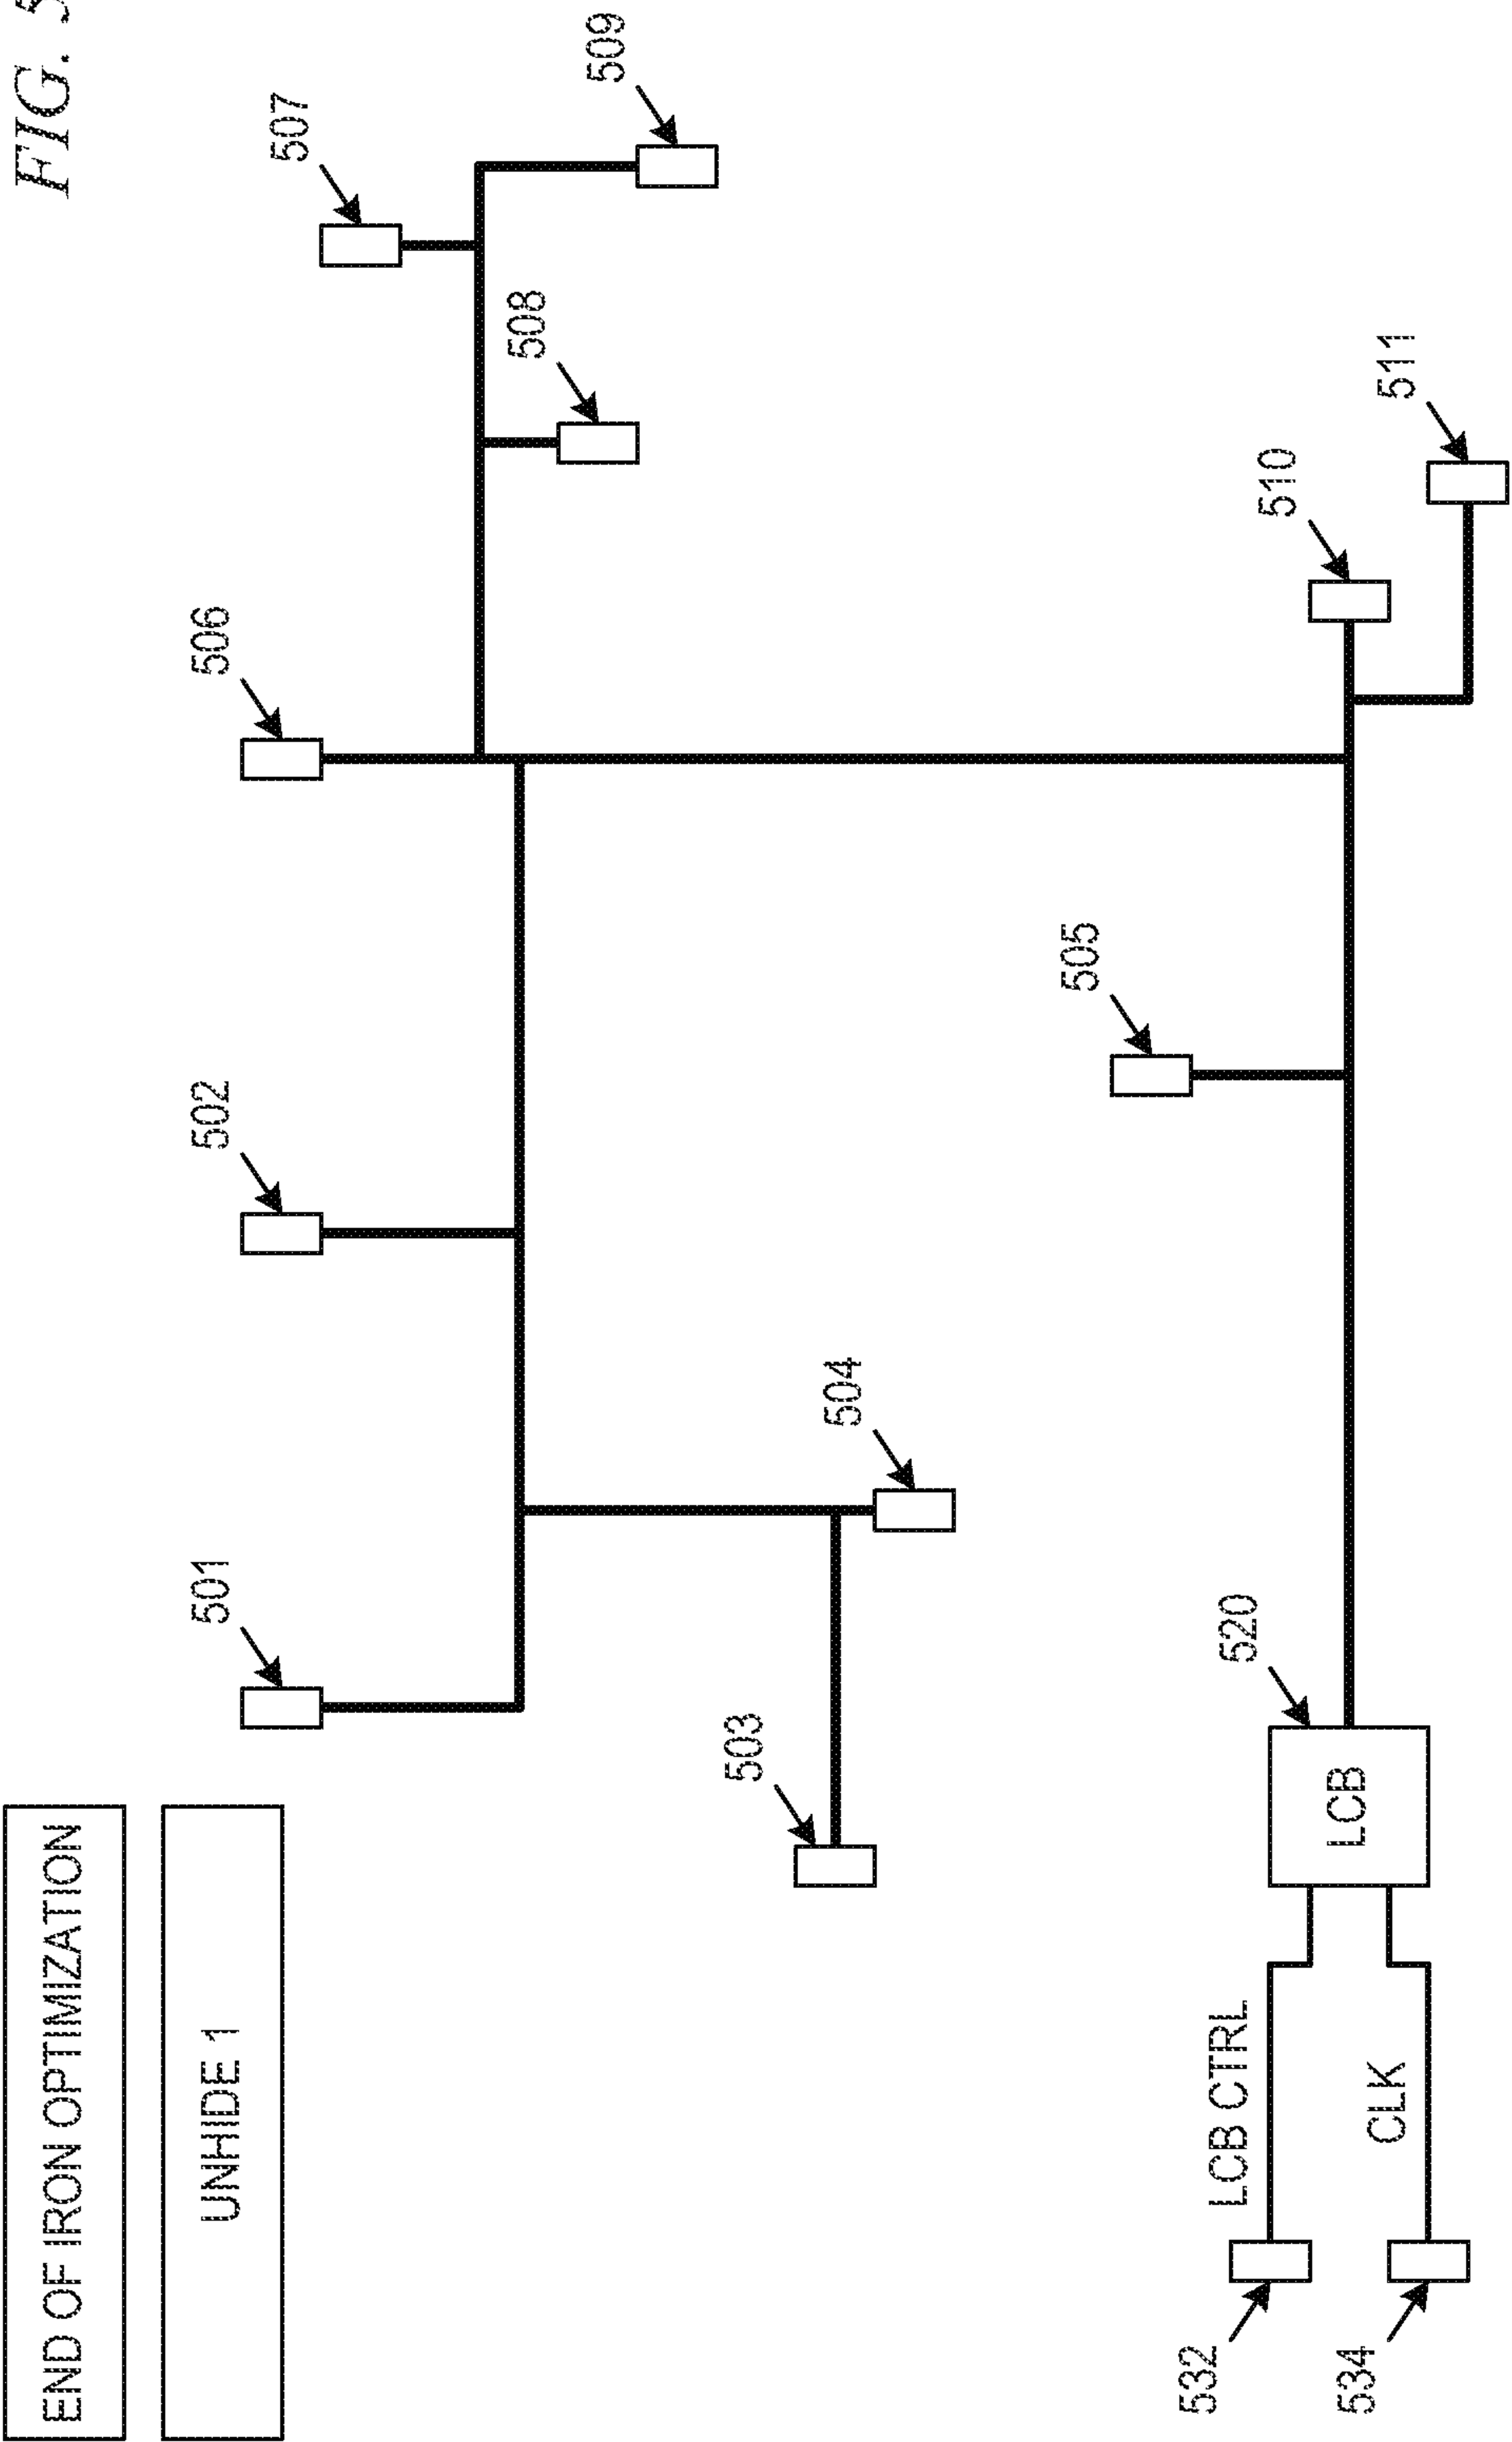 FIG. 5
END OF IRON OPTIMIZATION
UNHIDE 1
501
502
506
507
508
509
503
504
505
510
511
520
LCB
LCB CTRL
CLK
532
534